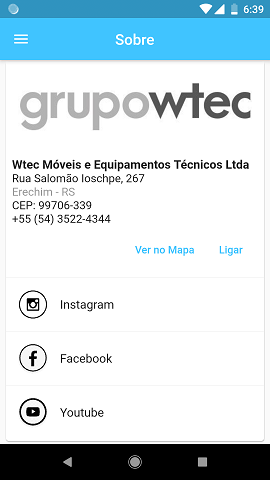 6:39
Sobre
grupowtec
Wtec Móveis e Equipamentos Técnicos Ltda
Rua Salomão Ioschpe, 267
Erechim - RS
CEP: 99706-339
+55 (54) 3522-4344
Ver no Mapa Ligar
Instagram
Facebook
Youtube